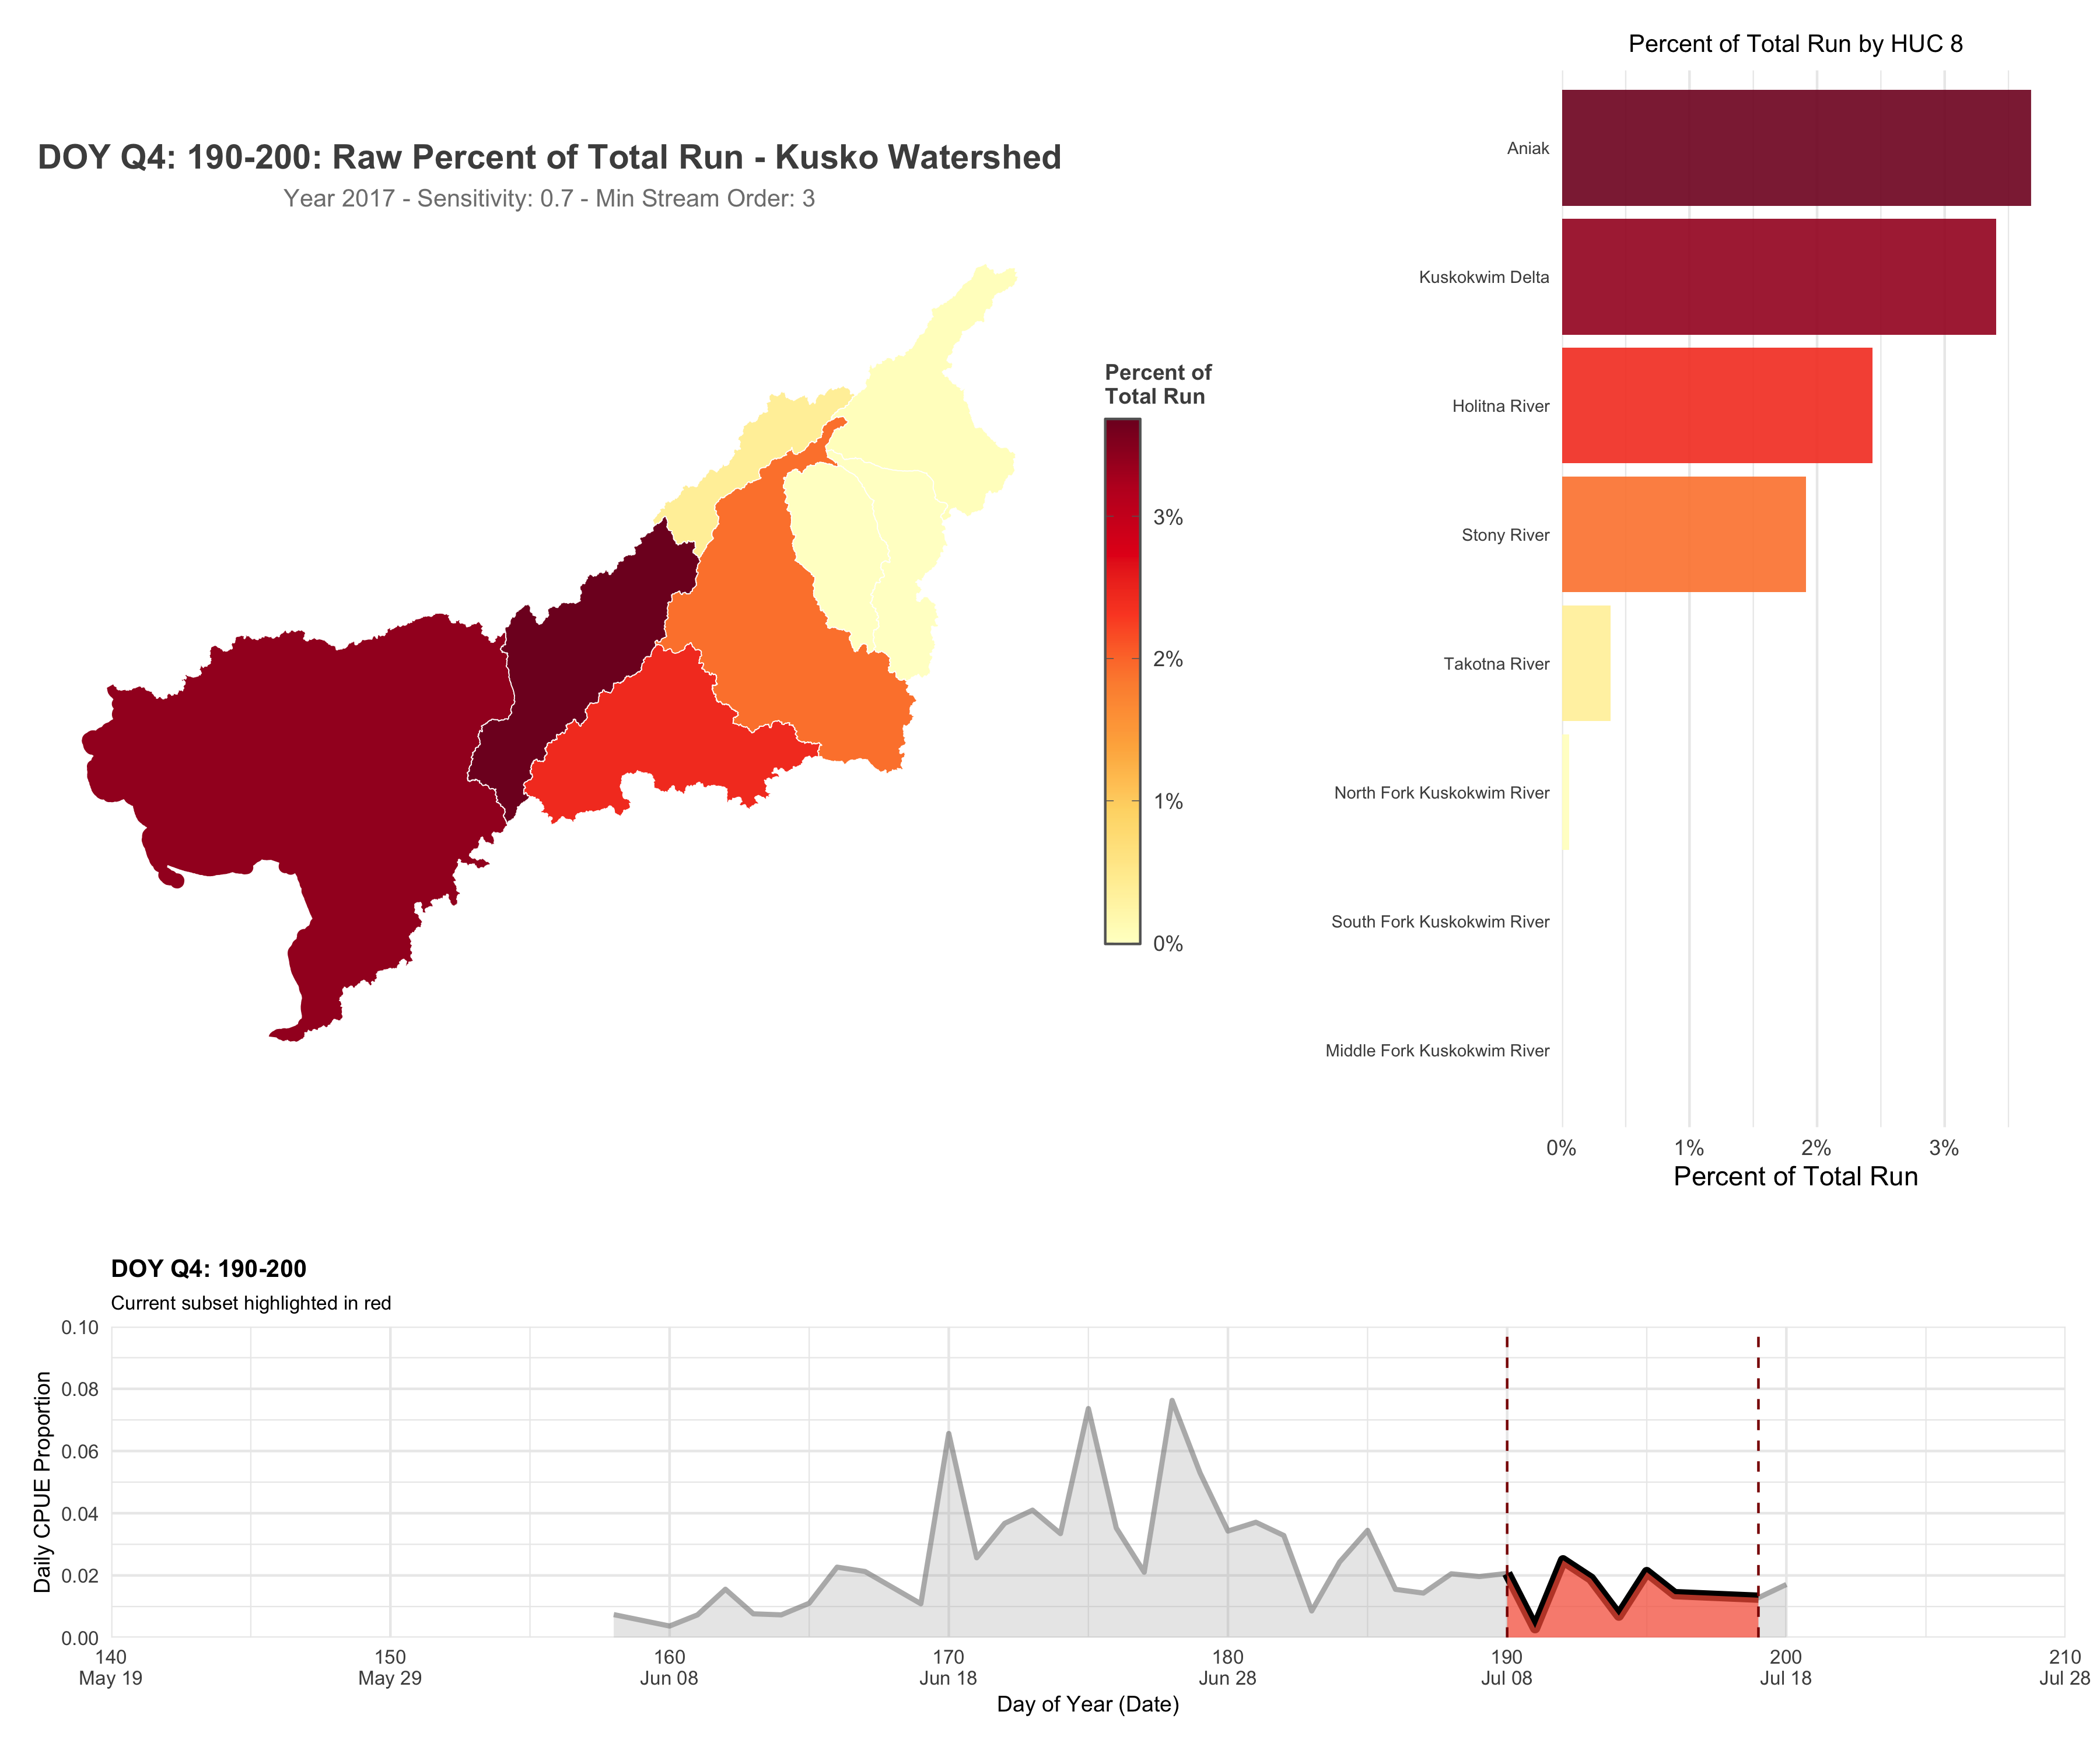 Percent of Total Run by HUC 8
DOY Q4: 190-200: Raw Percent of Total Run - Kusko Watershed
Year 2017 - Sensitivity: 0.7 - Min Stream Order: 3
Percent of
Total Run
3%
2%
1%
0%
Aniak
Kuskokwim Delta
Holitna River
Stony River
Takotna River
North Fork Kuskokwim River
South Fork Kuskokwim River
Middle Fork Kuskokwim River
0% 1% 2% 3%
Percent of Total Run
DOY Q4: 190-200
Current subset highlighted in red
Daily CPUE Proportion
0.10
0.08
0.06
0.04
0.02
0.00
140 150 160 170 180 190 200 210
May 19 May 29 Jun 08 Jun 18 Jun 28 Jul 08 Jul 18 Jul 28
Day of Year (Date)